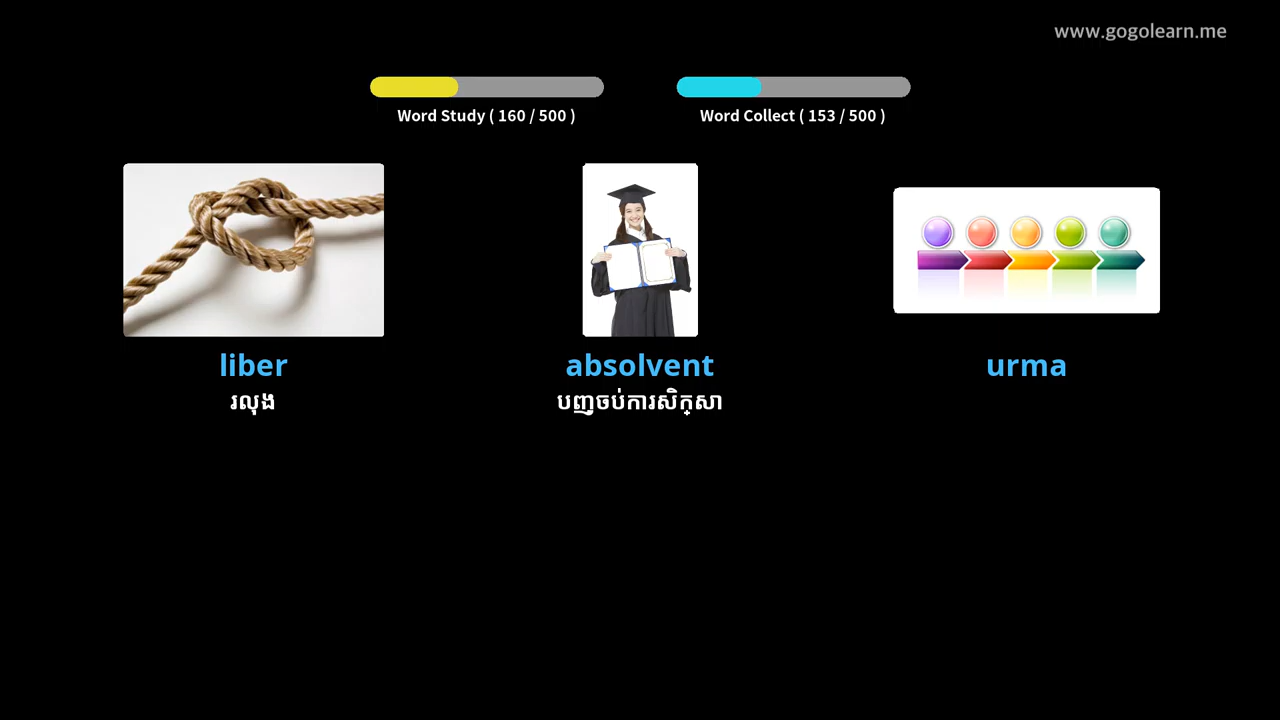 www.gogolearn.me
Word Study ( 160 / 500 )
Word Collect ( 153 / 500 )
liber
រលុង
absolvent
បញ្ចប់ការសិក្សា
urma